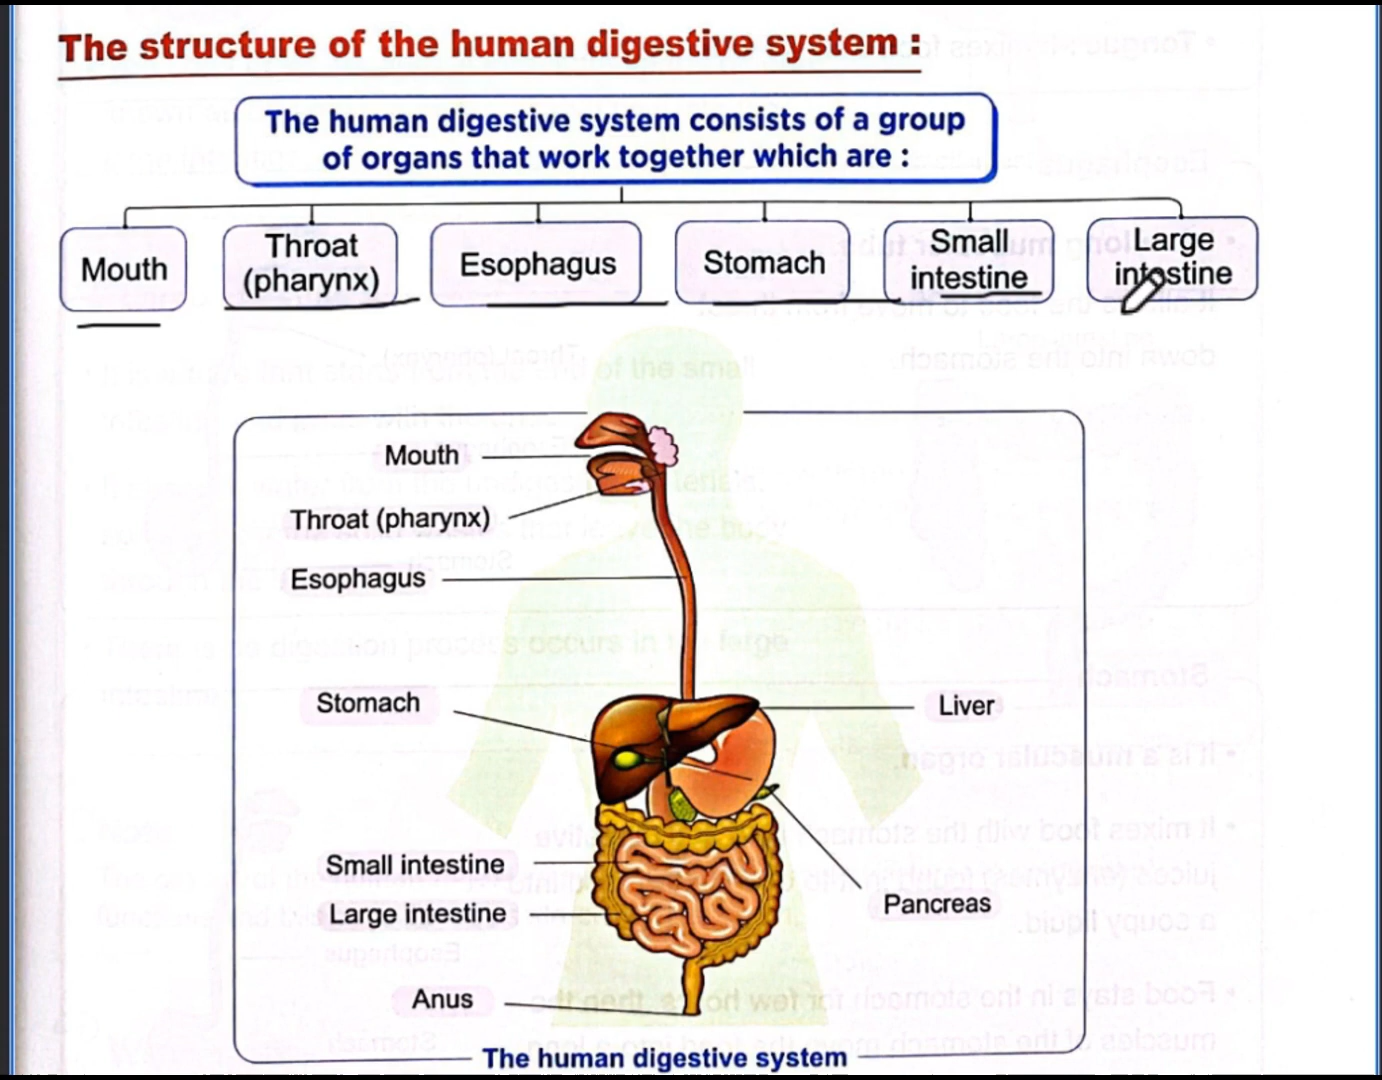 The structure of the human digestive system :
The human digestive system consists of a group
of organs that work together which are :
Mouth
Throat
(pharynx)
Esophagus
Stomach
Small
intestine
Large
intestine
Mouth
Throat (pharynx)
Esophagus
Stomach
Liver
Small intestine
Large intestine
Pancreas
Anus
The human digestive system